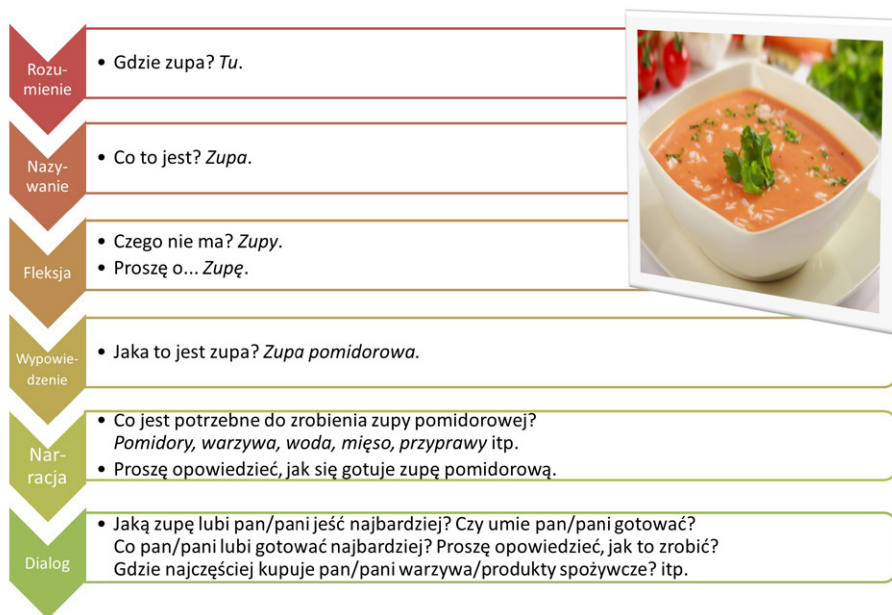 Rozu-
mienie
• Gdzie zupa? Tu.
Nazy-
wanie
• Co to jest? Zupa.
Fleksja
• Czego nie ma? Zupy.
• Proszę o... Zupę.
Wypowie-
dzenie
• Jaka to jest zupa? Zupa pomidorowa.
Nar-
racja
• Co jest potrzebne do zrobienia zupy pomidorowej?
Pomidory, warzywa, woda, mięso, przyprawy itp.
• Proszę opowiedzieć, jak się gotuje zupę pomidorową.
Dialog
• Jaką zupę lubi pan/pani jeść najbardziej? Czy umie pan/pani gotować?
Co pan/pani lubi gotować najbardziej? Proszę opowiedzieć, jak to zrobić?
Gdzie najczęściej kupuje pan/pani warzywa/produkty spożywcze? itp.